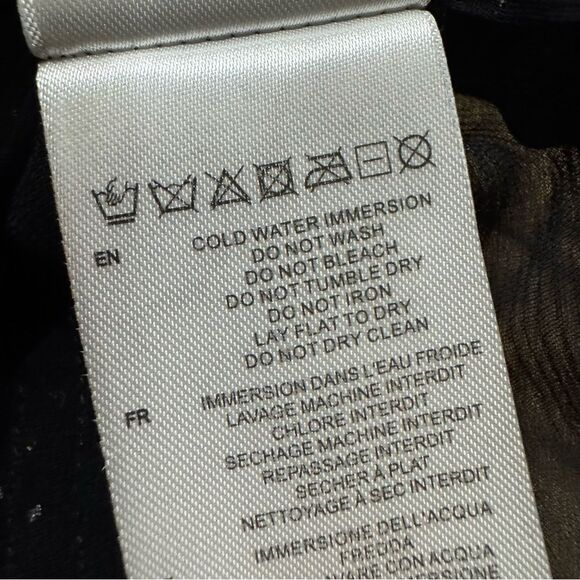 EN
COLD WATER IMMERSION
DO NOT WASH
DO NOT BLEACH
DO NOT TUMBLE DRY
DO NOT IRON
LAY FLAT TO DRY
DO NOT DRY CLEAN
FR
IMMERSION DANS L'EAU FROIDE
LAVAGE MACHINE INTERDIT
CHLORE INTERDIT
SECHAGE MACHINE INTERDIT
REPASSAGE INTERDIT
SECHER À PLAT
NETTOYAGE À SEC INTERDIT
IMMERSIONE DELL'ACQUA
FREDDA
CON ACQUA